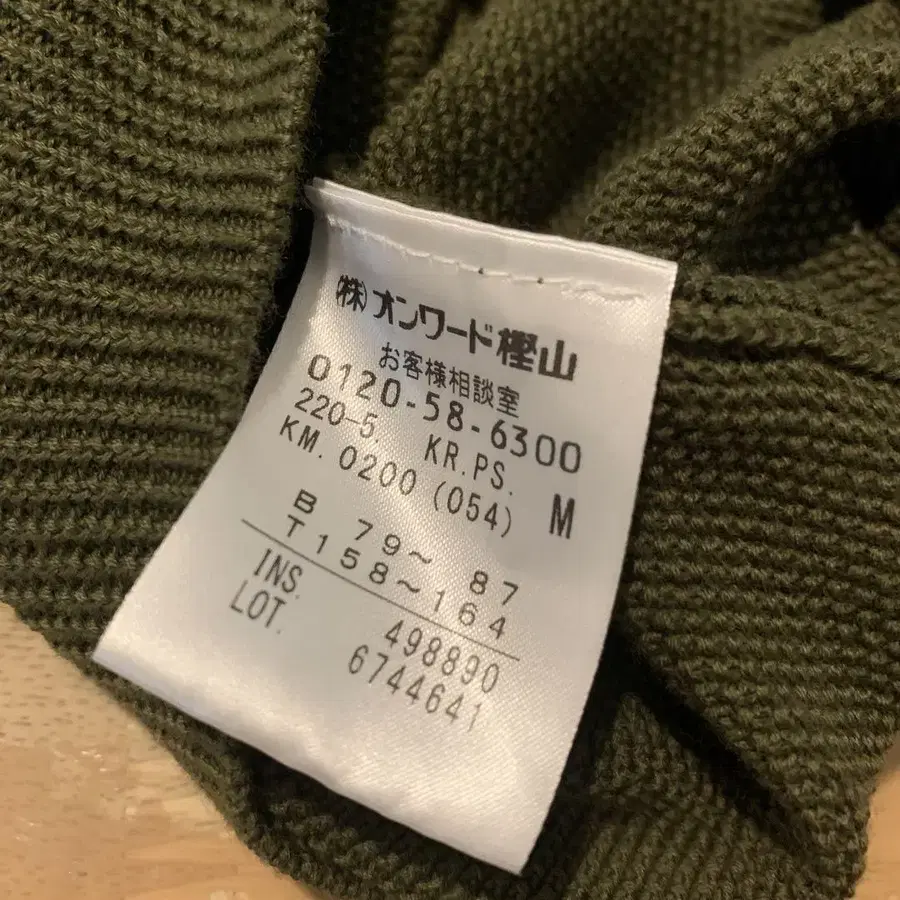 (株)オンワード樫山
お客様相談室
0120-58-6300
220-5. KR.PS.
KM. 0200 (054) M
B 79～ 87
T 158～164
INS. 498890
LOT. 6744641